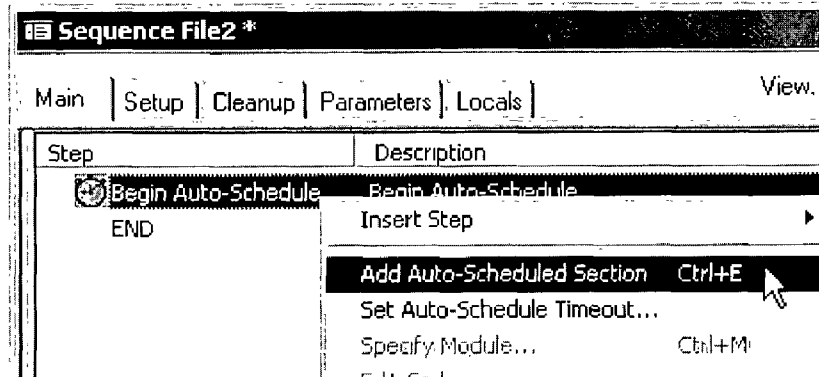 Sequence File2 *
Main Setup Cleanup Parameters Locals View.
Step Description
Begin Auto-Schedule Begin Auto-Schedule
END
Insert Step
Add Auto-Scheduled Section Ctrl+E
Set Auto-Schedule Timeout...
Specify Module... Ctrl+M